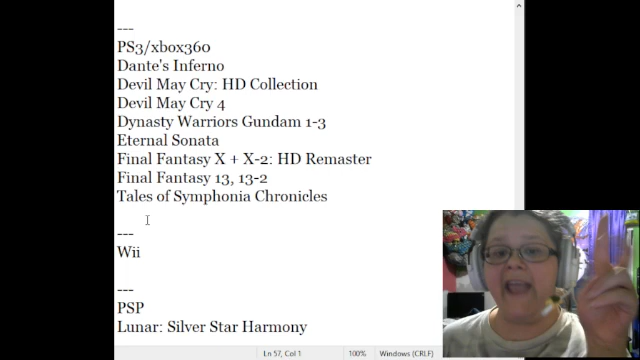 ---
PS3/xbox360
Dante's Inferno
Devil May Cry: HD Collection
Devil May Cry 4
Dynasty Warriors Gundam 1-3
Eternal Sonata
Final Fantasy X + X-2: HD Remaster
Final Fantasy 13, 13-2
Tales of Symphonia Chronicles
---
Wii
---
PSP
Lunar: Silver Star Harmony
Ln 57, Col 1 100% Windows (CRLF)